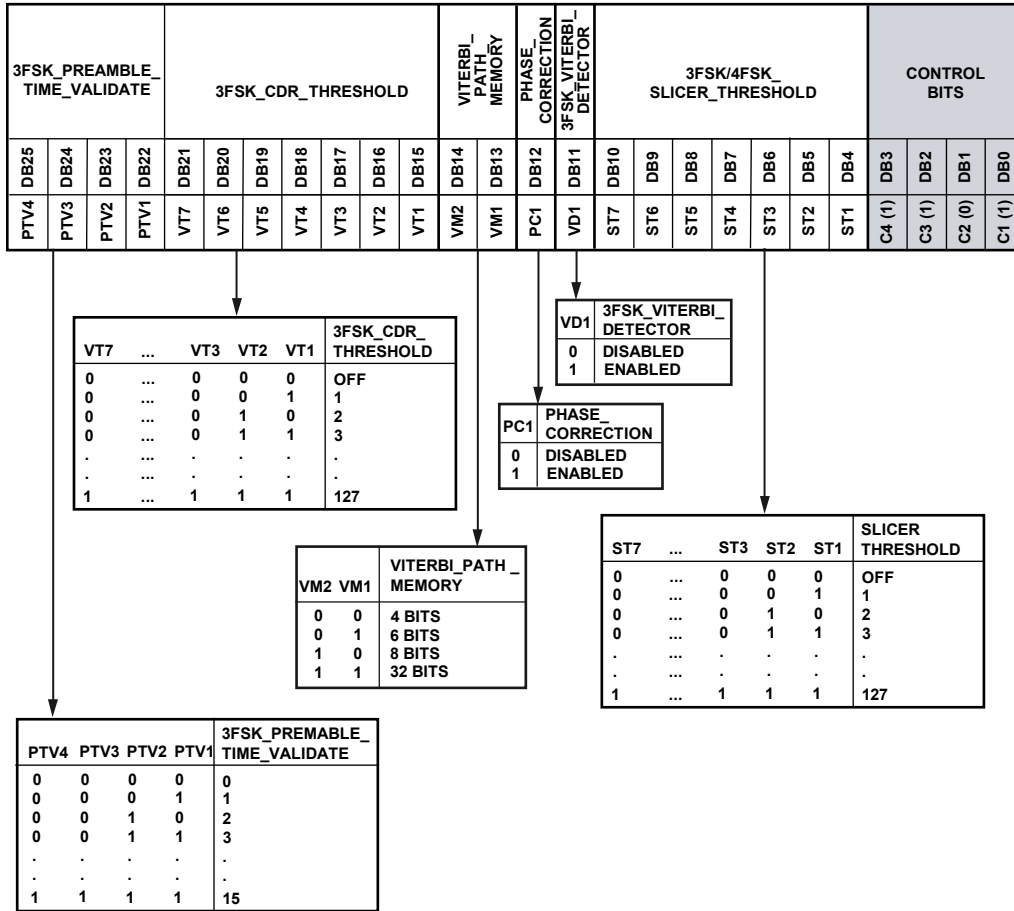 3FSK_PREAMBLE_
TIME_VALIDATE
3FSK_CDR_THRESHOLD
VITERBI_
PATH_
MEMORY
PHASE_
CORRECTION
3FSK_VITERBI_
DETECTOR
3FSK/4FSK_
SLICER_THRESHOLD
CONTROL
BITS
DB25 DB24 DB23 DB22 DB21 DB20 DB19 DB18 DB17 DB16 DB15 DB14 DB13 DB12 DB11 DB10 DB9 DB8 DB7 DB6 DB5 DB4 DB3 DB2 DB1 DB0
PTV4 PTV3 PTV2 PTV1 VT7 VT6 VT5 VT4 VT3 VT2 VT1 VM2 VM1 PC1 VD1 ST7 ST6 ST5 ST4 ST3 ST2 ST1 C4 (1) C3 (1) C2 (0) C1 (1)
VD1 3FSK_VITERBI_
DETECTOR
0 DISABLED
1 ENABLED
VT7 ... VT3 VT2 VT1 3FSK_CDR_
THRESHOLD
0 ... 0 0 0 OFF
0 ... 0 0 1 1
0 ... 0 1 0 2
0 ... 0 1 1 3
. ... . . . .
. ... . . . .
1 ... 1 1 1 127
PC1 PHASE_
CORRECTION
0 DISABLED
1 ENABLED
ST7 ... ST3 ST2 ST1 SLICER
THRESHOLD
0 ... 0 0 0 OFF
0 ... 0 0 1 1
0 ... 0 1 0 2
0 ... 0 1 1 3
. ... . . . .
. ... . . . .
1 ... 1 1 1 127
VM2 VM1 VITERBI_PATH _
MEMORY
0 0 4 BITS
0 1 6 BITS
1 0 8 BITS
1 1 32 BITS
PTV4 PTV3 PTV2 PTV1 3FSK_PREMABLE_
TIME_VALIDATE
0 0 0 0 0
0 0 0 1 1
0 0 1 0 2
0 0 1 1 3
. . . . .
. . . . .
1 1 1 1 15